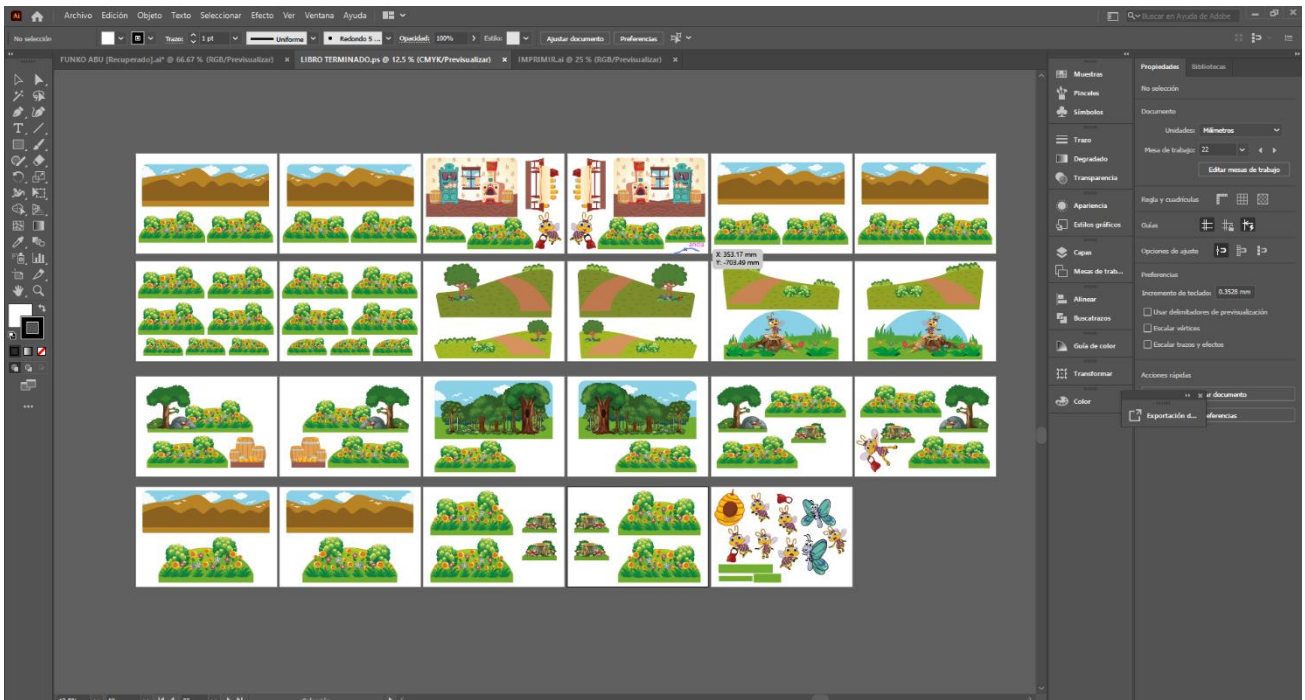 Ai Archivo Edición Objeto Texto Seleccionar Efecto Ver Ventana Ayuda Buscar en Ayuda de Adobe
No selección Trazo: 1 pt Uniforme Redondo 5 ... Opacidad: 100% Estilo: Ajustar documento Preferencias
FUNKO ABU [Recuperado].ai* @ 66.67 % (RGB/Previsualizar) × LIBRO TERMINADO.ps @ 12.5 % (CMYK/Previsualizar) × IMPRIMIR.ai @ 25 % (RGB/Previsualizar) ×
Muestras
Pinceles
Símbolos
Trazo
Degradado
Transparencia
Apariencia
Estilos gráficos
Capas
Mesas de trab...
Alinear
Buscatrazos
Guía de color
Transformar
Color
Propiedades Bibliotecas
No selección
Documento
Unidades: Milímetros
Mesa de trabajo: 22
Editar mesas de trabajo
Regla y cuadrículas
Guías
Opciones de ajuste
Preferencias
Incremento de teclado: 0.3528 mm
Usar delimitadores de previsualización
Escalar vértices
Escalar trazos y efectos
Acciones rápidas
r documento
Exportación d...
eferencias
X: 353.17 mm
Y: -703.49 mm